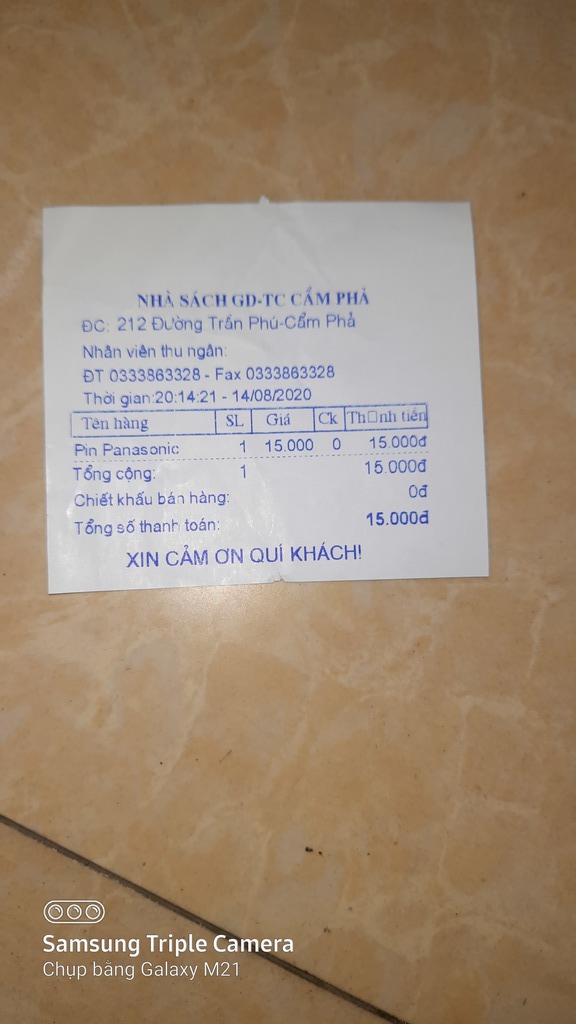 NHÀ SÁCH GD-TC CẨM PHẢ
ĐC: 212 Đường Trần Phú-Cẩm Phả
Nhân viên thu ngân:
ĐT 0333863328 - Fax 0333863328
Thời gian:20:14:21 - 14/08/2020
Tên hàng SL Giá Ck Th□nh tiền
Pin Panasonic 1 15.000 0 15.000đ
Tổng cộng: 1 15.000đ
Chiết khấu bán hàng: 0đ
Tổng số thanh toán: 15.000đ
XIN CẢM ƠN QUÍ KHÁCH!
Samsung Triple Camera
Chụp bằng Galaxy M21